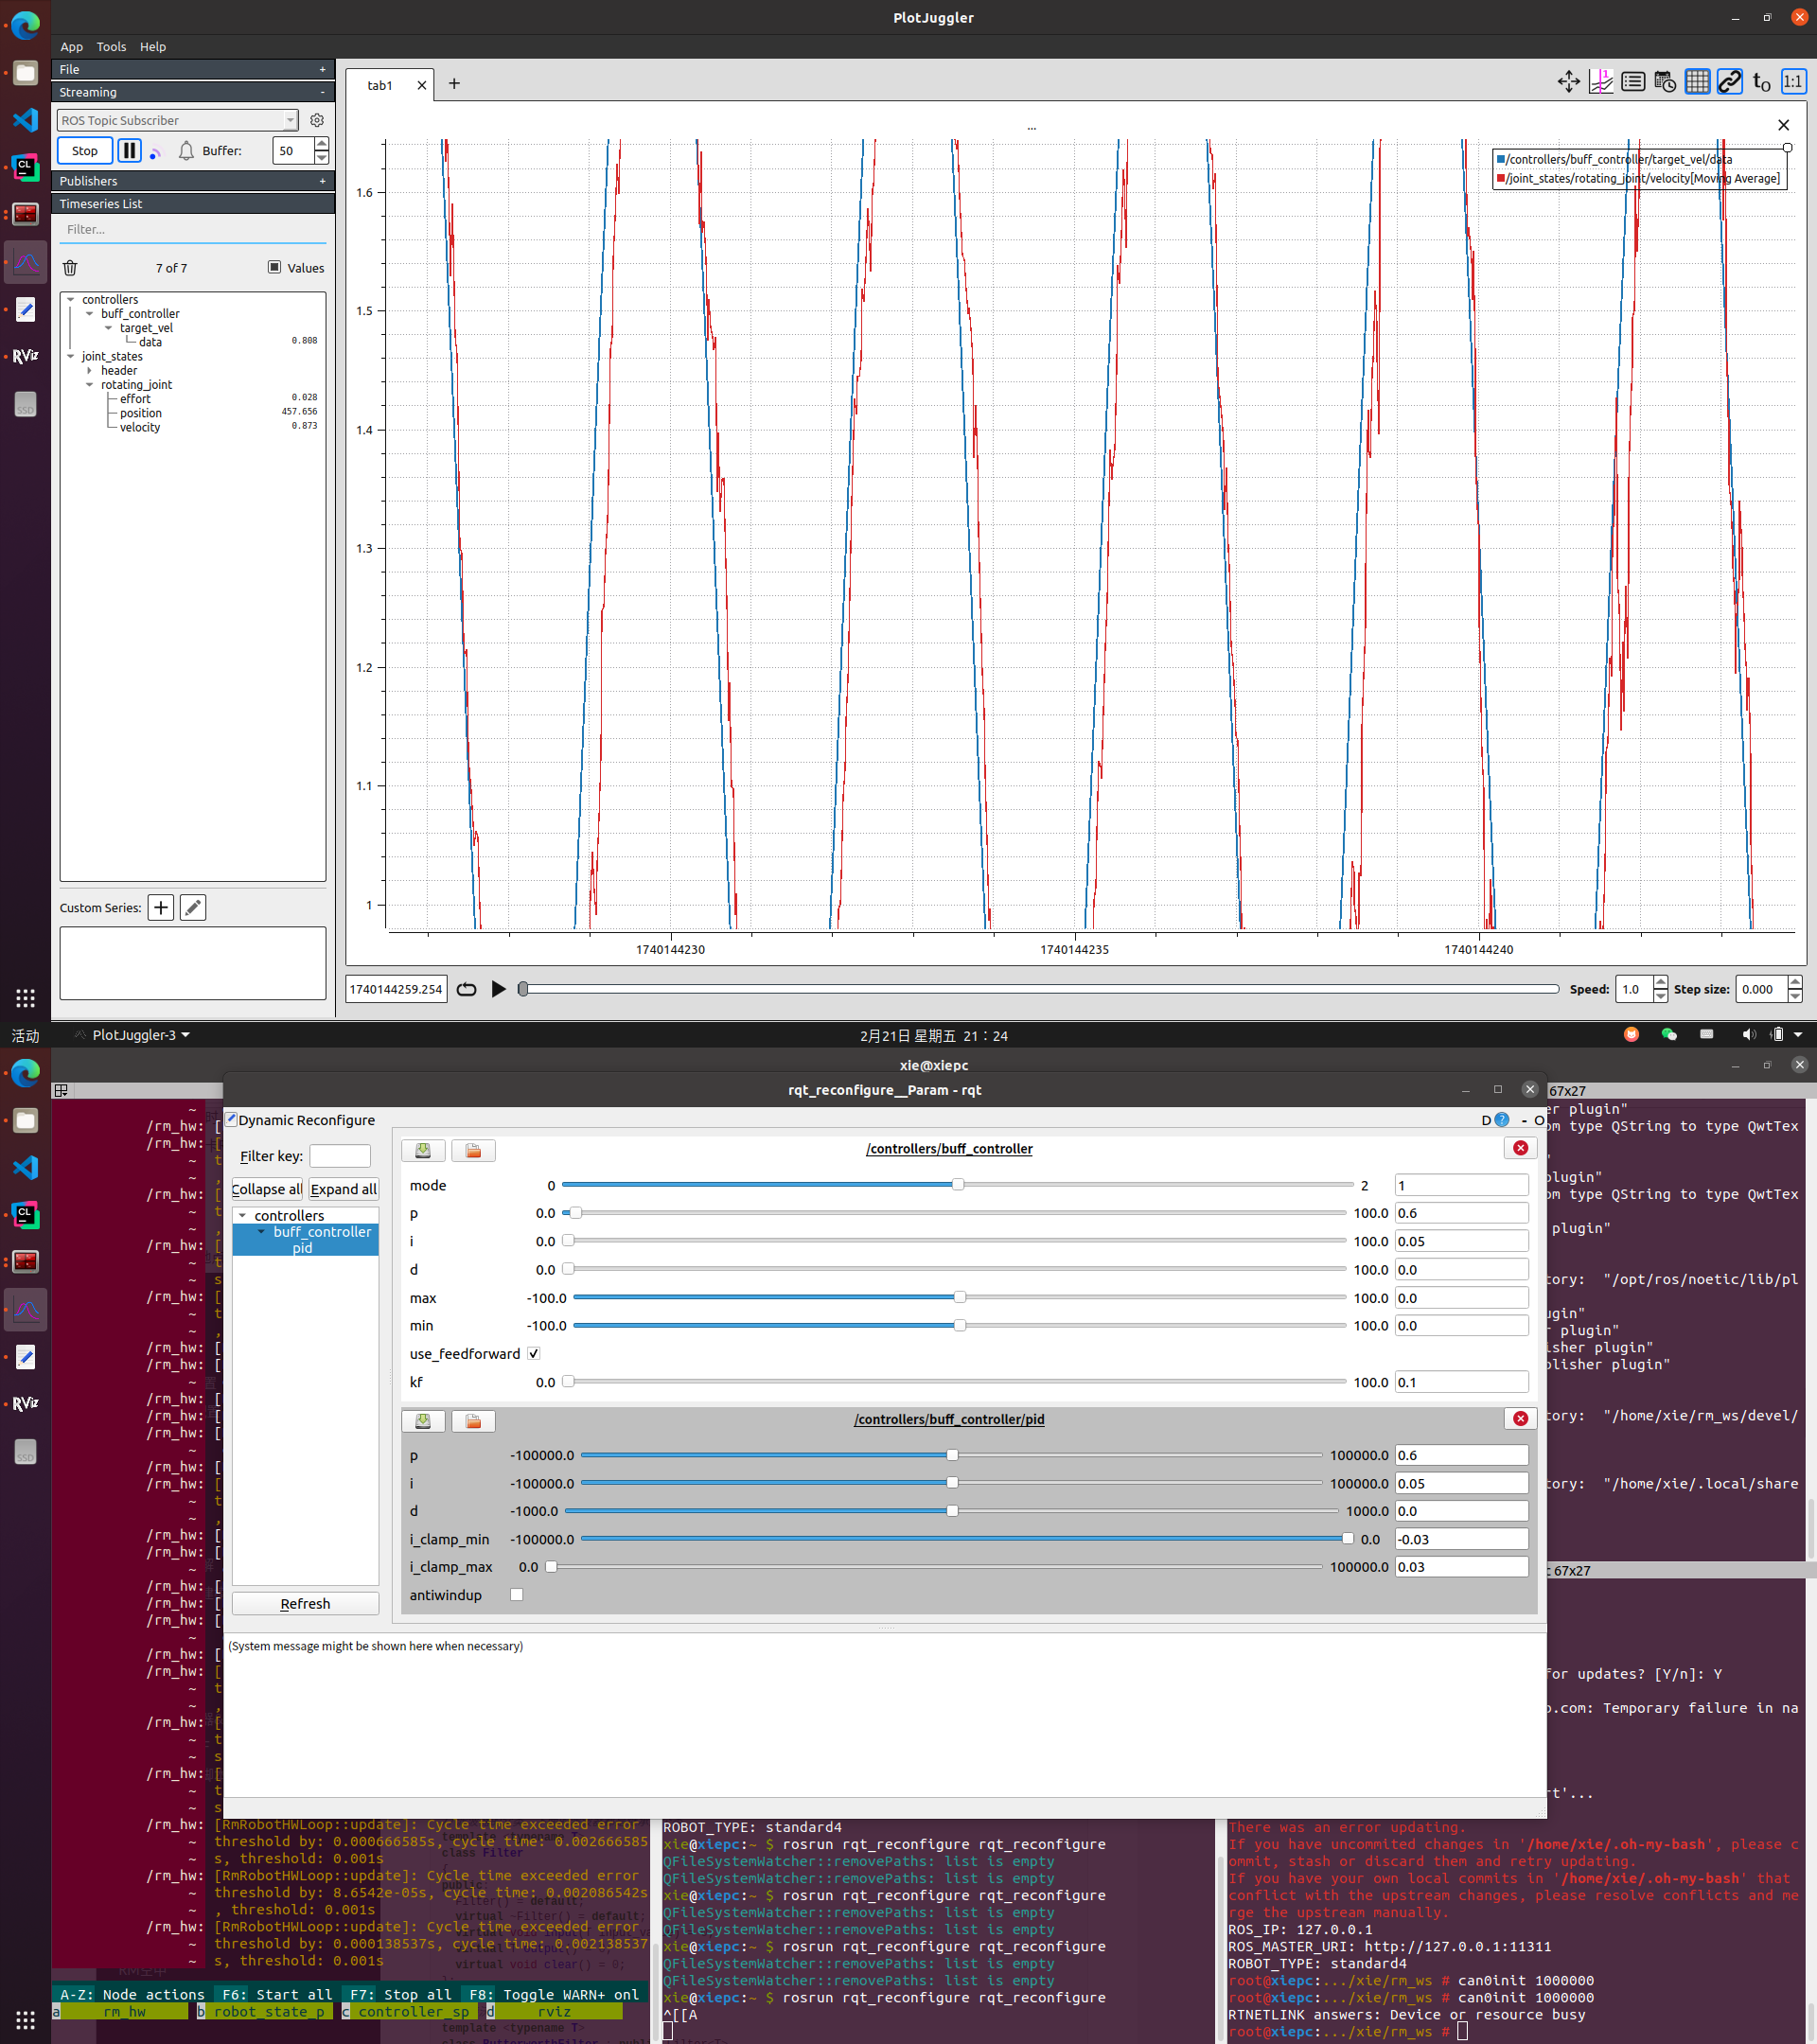 PlotJuggler
App Tools Help
File +
Streaming -
ROS Topic Subscriber
Stop Buffer: 50
Publishers +
Timeseries List
Filter...
7 of 7 Values
controllers
buff_controller
target_vel
data 0.808
joint_states
header
rotating_joint
effort 0.028
position 457.656
velocity 0.873
Custom Series:
tab1
t0 1:1
...
/controllers/buff_controller/target_vel/data
/joint_states/rotating_joint/velocity[Moving Average]
1.6
1.5
1.4
1.3
1.2
1.1
1
1740144230 1740144235 1740144240
1740144259.254 Speed: 1.0 Step size: 0.000
活动 PlotJuggler-3 2月21日 星期五 21：24
xie@xiepc
rqt_reconfigure__Param - rqt
Dynamic Reconfigure D - O
Filter key:
Collapse all Expand all
controllers
buff_controller
pid
Refresh
/controllers/buff_controller
mode 0 2 1
p 0.0 100.0 0.6
i 0.0 100.0 0.05
d 0.0 100.0 0.0
max -100.0 100.0 0.0
min -100.0 100.0 0.0
use_feedforward
kf 0.0 100.0 0.1
/controllers/buff_controller/pid
p -100000.0 100000.0 0.6
i -100000.0 100000.0 0.05
d -1000.0 1000.0 0.0
i_clamp_min -100000.0 0.0 -0.03
i_clamp_max 0.0 100000.0 0.03
antiwindup
(System message might be shown here when necessary)
/rm_hw: [RmRobotHWLoop::update]: Cycle time exceeded error
threshold by: 0.000666585s, cycle time: 0.002666585
s, threshold: 0.001s
/rm_hw: [RmRobotHWLoop::update]: Cycle time exceeded error
threshold by: 8.6542e-05s, cycle time: 0.002086542s
, threshold: 0.001s
/rm_hw: [RmRobotHWLoop::update]: Cycle time exceeded error
threshold by: 0.000138537s, cycle time: 0.002138537
s, threshold: 0.001s
A-Z: Node actions F6: Start all F7: Stop all F8: Toggle WARN+ onl
a rm_hw b robot_state_p c controller_sp d rviz
ROBOT_TYPE: standard4
xie@xiepc:~ $ rosrun rqt_reconfigure rqt_reconfigure
QFileSystemWatcher::removePaths: list is empty
QFileSystemWatcher::removePaths: list is empty
xie@xiepc:~ $ rosrun rqt_reconfigure rqt_reconfigure
QFileSystemWatcher::removePaths: list is empty
QFileSystemWatcher::removePaths: list is empty
xie@xiepc:~ $ rosrun rqt_reconfigure rqt_reconfigure
QFileSystemWatcher::removePaths: list is empty
QFileSystemWatcher::removePaths: list is empty
xie@xiepc:~ $ rosrun rqt_reconfigure rqt_reconfigure
^[[A
67x27
er plugin"
om type QString to type QwtTex
plugin"
om type QString to type QwtTex
plugin"
tory: "/opt/ros/noetic/lib/pl
ugin"
r plugin"
isher plugin"
olisher plugin"
tory: "/home/xie/rm_ws/devel/
tory: "/home/xie/.local/share
c 67x27
for updates? [Y/n]: Y
b.com: Temporary failure in na
rt'...
There was an error updating.
If you have uncommited changes in '/home/xie/.oh-my-bash', please c
ommit, stash or discard them and retry updating.
If you have your own local commits in '/home/xie/.oh-my-bash' that
conflict with the upstream changes, please resolve conflicts and me
rge the upstream manually.
ROS_IP: 127.0.0.1
ROS_MASTER_URI: http://127.0.0.1:11311
ROBOT_TYPE: standard4
root@xiepc:.../xie/rm_ws # can0init 1000000
root@xiepc:.../xie/rm_ws # can0init 1000000
RTNETLINK answers: Device or resource busy
root@xiepc:.../xie/rm_ws #